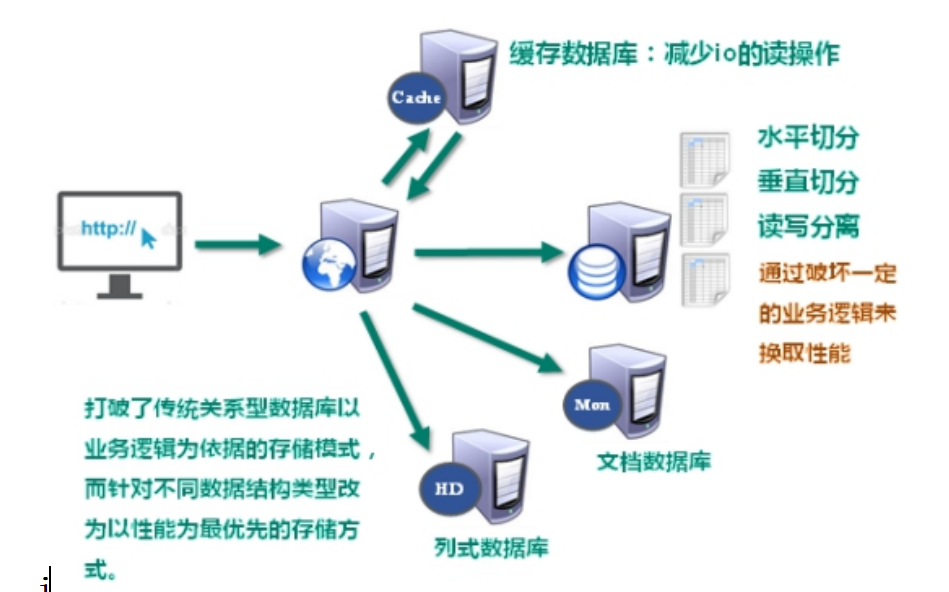 缓存数据库：减少io的读操作
Cache
水平切分
垂直切分
读写分离
http://
通过破坏一定
的业务逻辑来
换取性能
打破了传统关系型数据库以
业务逻辑为依据的存储模式，
而针对不同数据结构类型改
为以性能为最优先的存储方
式。
Mon
文档数据库
HD
列式数据库
i